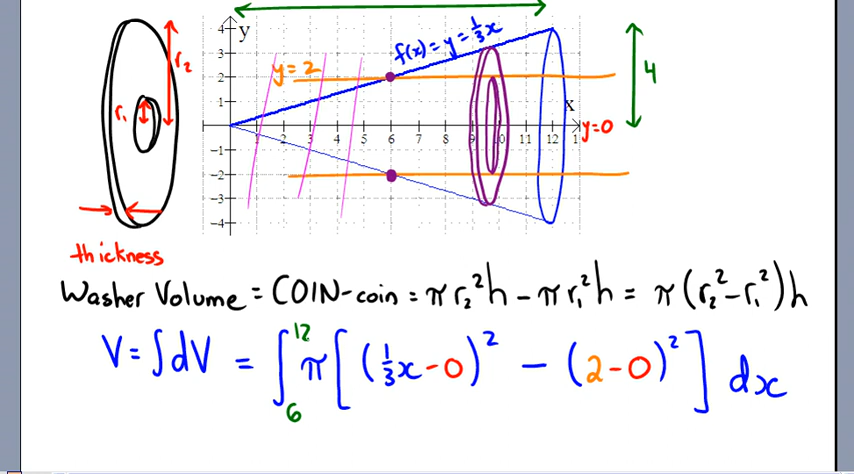 r₂
r₁
thickness
y
4
3
2
1
−1
−2
−3
−4
f(x) = y = ⅓x
y = 2
x
1 2 3 4 5 6 7 8 9 10 11 12 1
y=0
4
Washer Volume = COIN-coin = πr₂²h − πr₁²h = π(r₂²−r₁²)h
V = ∫dV = ∫₆¹² π[(⅓x−0)² − (2−0)²] dx